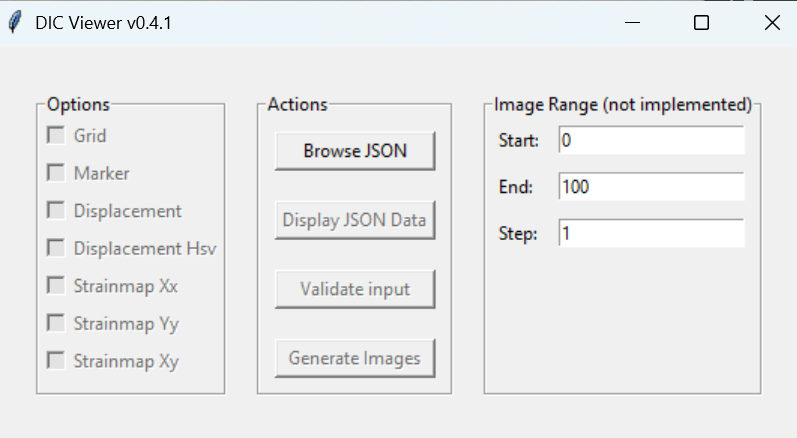 DIC Viewer v0.4.1
Options
Grid
Marker
Displacement
Displacement Hsv
Strainmap Xx
Strainmap Yy
Strainmap Xy
Actions
Browse JSON
Display JSON Data
Validate input
Generate Images
Image Range (not implemented)
Start: 0
End: 100
Step: 1